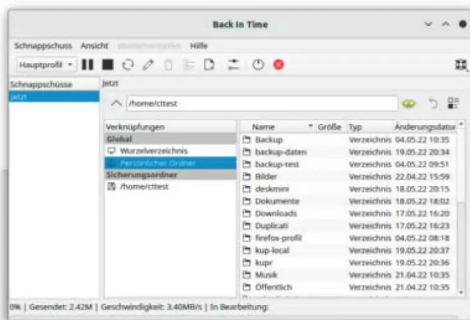 Back In Time
Schnappschuss Ansicht Hilfe
Hauptprofil
Schnappschüsse
Jetzt
Jetzt
/home/cttest
Verknüpfungen
Global
Wurzelverzeichnis
Persönlicher Ordner
Sicherungsordner
/home/cttest
Name Größe Typ Änderungsdatum
Backup Verzeichnis 04.05.22 10:35
backup-daten Verzeichnis 19.05.22 20:34
backup-test Verzeichnis 04.05.22 09:51
Bilder Verzeichnis 22.04.22 15:59
deskmini Verzeichnis 18.05.22 20:15
Dokumente Verzeichnis 18.05.22 18:02
Downloads Verzeichnis 17.05.22 16:20
Duplicati Verzeichnis 17.05.22 16:23
firefox-profil Verzeichnis 04.05.22 08:18
kup-local Verzeichnis 19.05.22 20:37
kupr Verzeichnis 19.05.22 20:36
Musik Verzeichnis 21.04.22 10:35
Öffentlich Verzeichnis 21.04.22 10:35
0% | Gesendet: 2.42M | Geschwindigkeit: 3.40MB/s | In Bearbeitung: